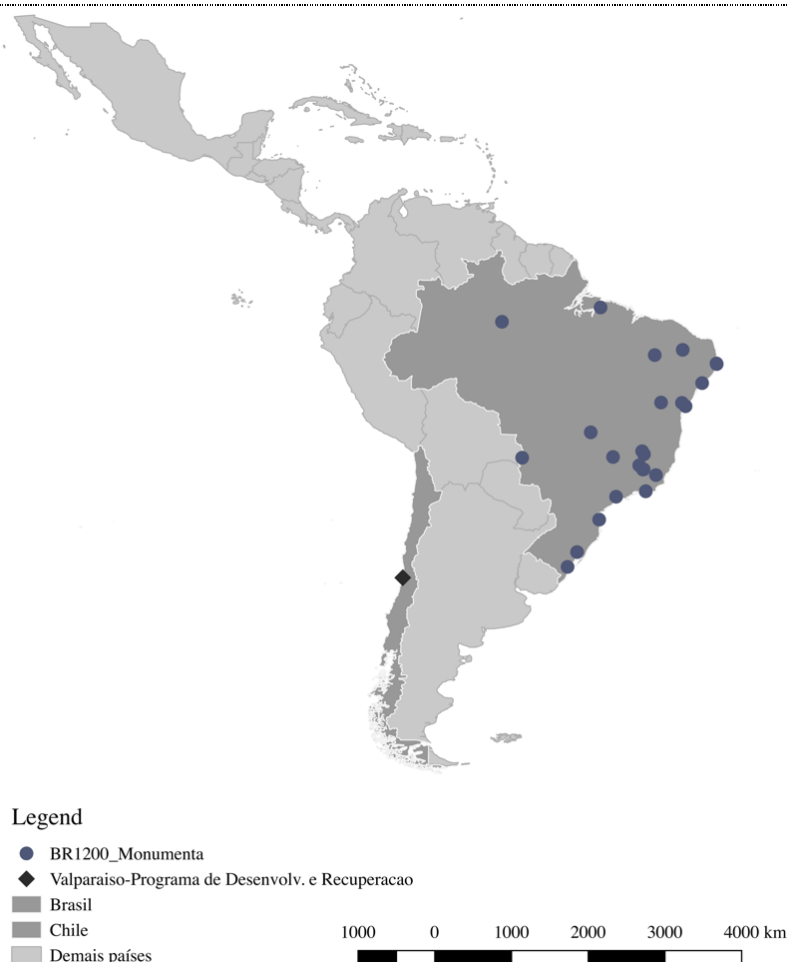 Legend
BR1200_Monumenta
Valparaiso-Programa de Desenvolv. e Recuperacao
Brasil
Chile
Demais países
1000 0 1000 2000 3000 4000 km